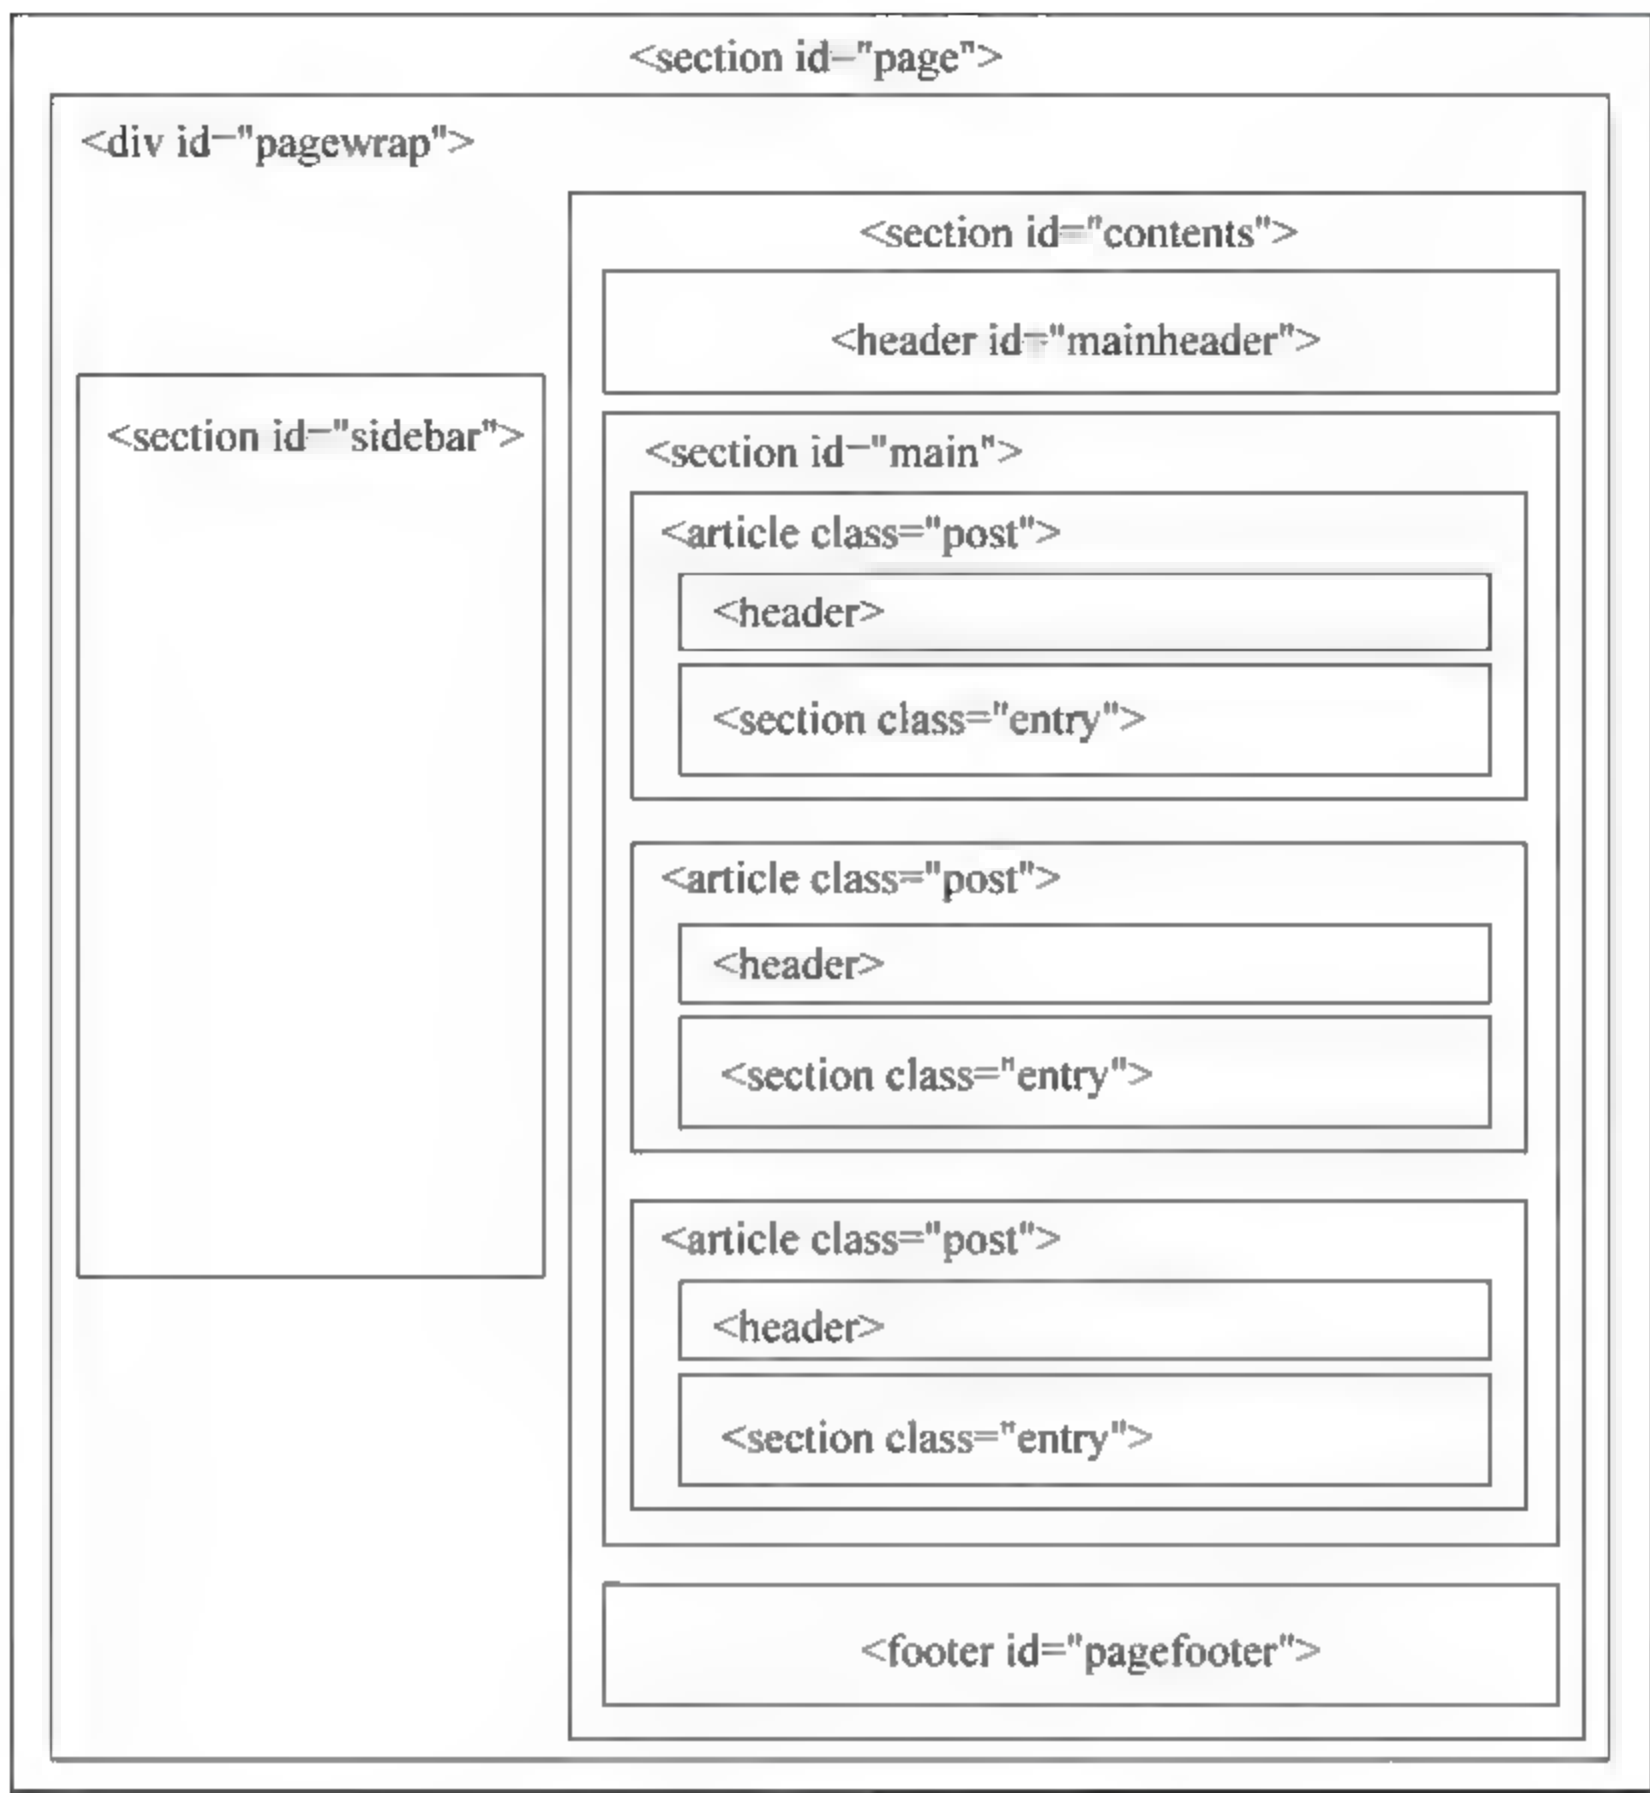 <section id="page">
<div id="pagewrap">
<section id="contents">
<header id="mainheader">
<section id="sidebar">
<section id="main">
<article class="post">
<header>
<section class="entry">
<article class="post">
<header>
<section class="entry">
<article class="post">
<header>
<section class="entry">
<footer id="pagefooter">